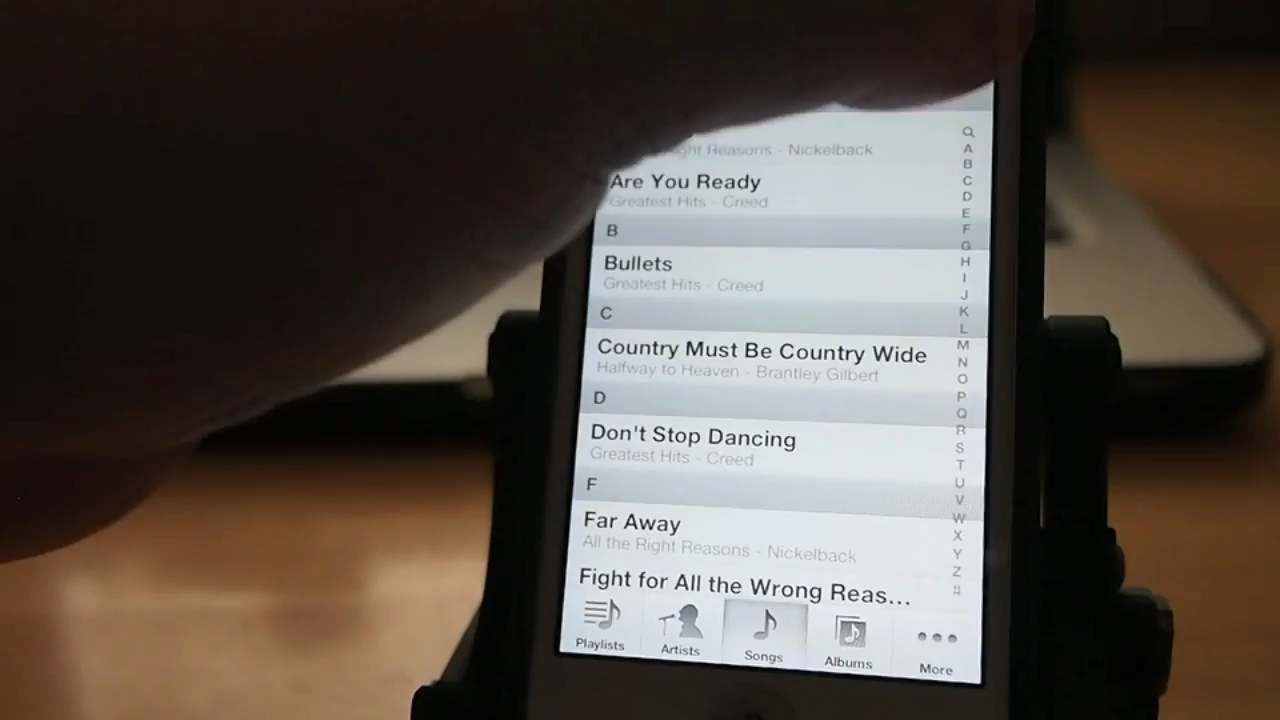 Right Reasons - Nickelback
Are You Ready
Greatest Hits - Creed
B
Bullets
Greatest Hits - Creed
C
Country Must Be Country Wide
Halfway to Heaven - Brantley Gilbert
D
Don't Stop Dancing
Greatest Hits - Creed
F
Far Away
All the Right Reasons - Nickelback
Fight for All the Wrong Reas...
Playlists
Artists
Songs
Albums
More
A
B
C
D
E
F
G
H
I
J
K
L
M
N
O
P
Q
R
S
T
U
V
W
X
Y
Z
#